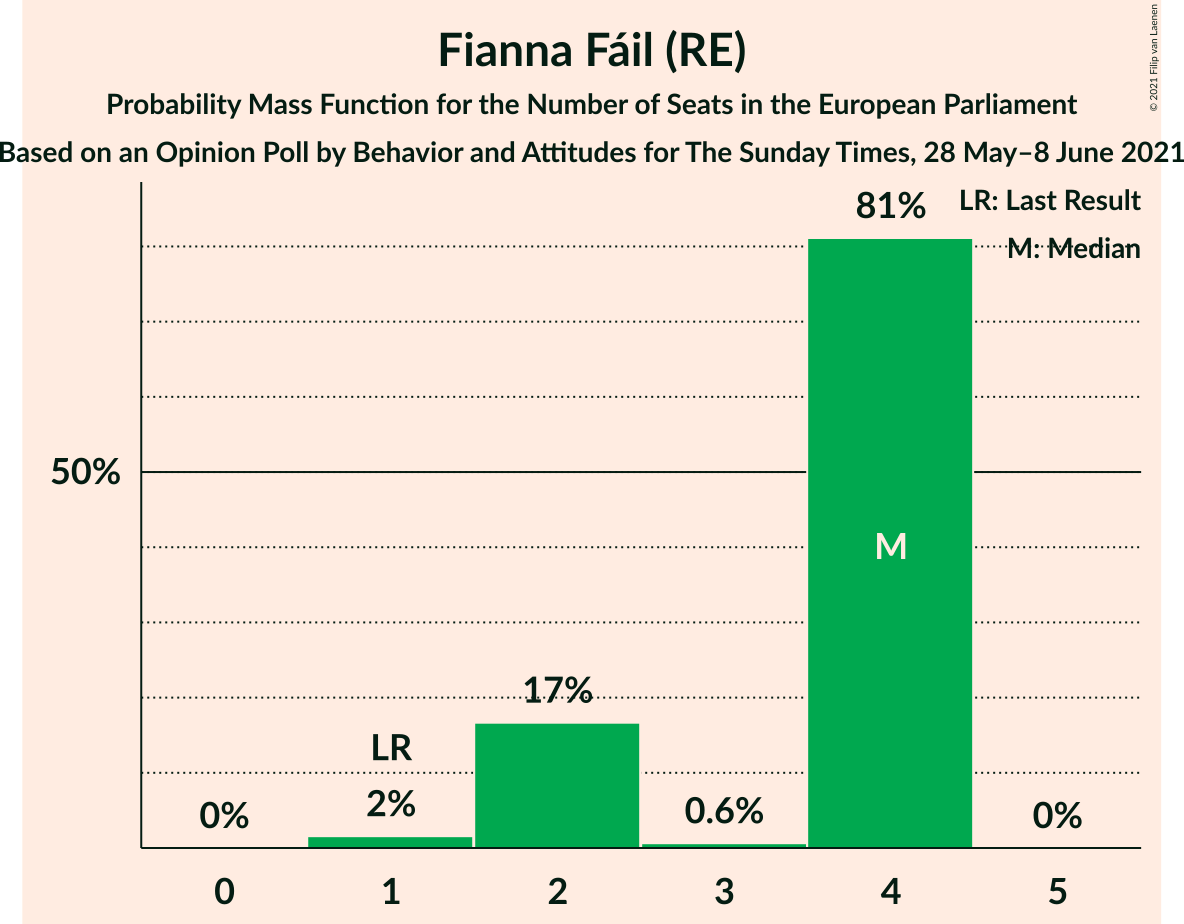 Fianna Fáil (RE)
Probability Mass Function for the Number of Seats in the European Parliament
Based on an Opinion Poll by Behavior and Attitudes for The Sunday Times, 28 May–8 June 2021
© 2021 Filip van Laenen
LR: Last Result
M: Median
81%
50%
M
17%
LR
2%
0%
0.6%
0%
0 1 2 3 4 5